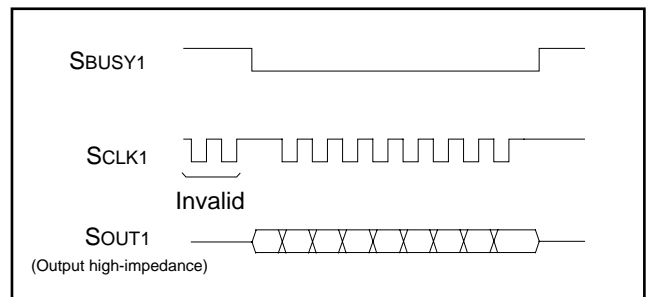 SBUSY1
SCLK1
Invalid
SOUT1
(Output high-impedance)